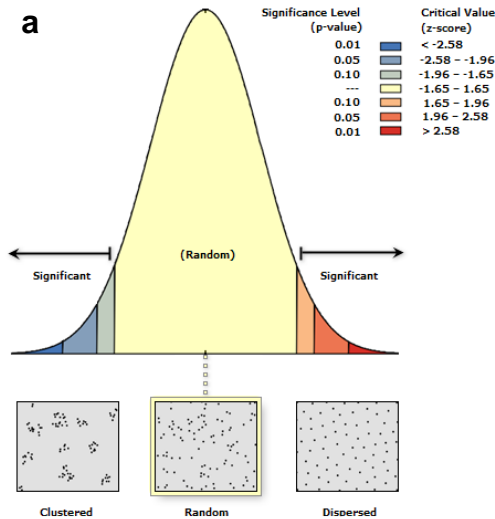 a
Significance Level Critical Value
(p-value) (z-score)
0.01 < -2.58
0.05 -2.58 – -1.96
0.10 -1.96 – -1.65
--- -1.65 – 1.65
0.10 1.65 – 1.96
0.05 1.96 – 2.58
0.01 > 2.58
(Random)
Significant Significant
Clustered Random Dispersed